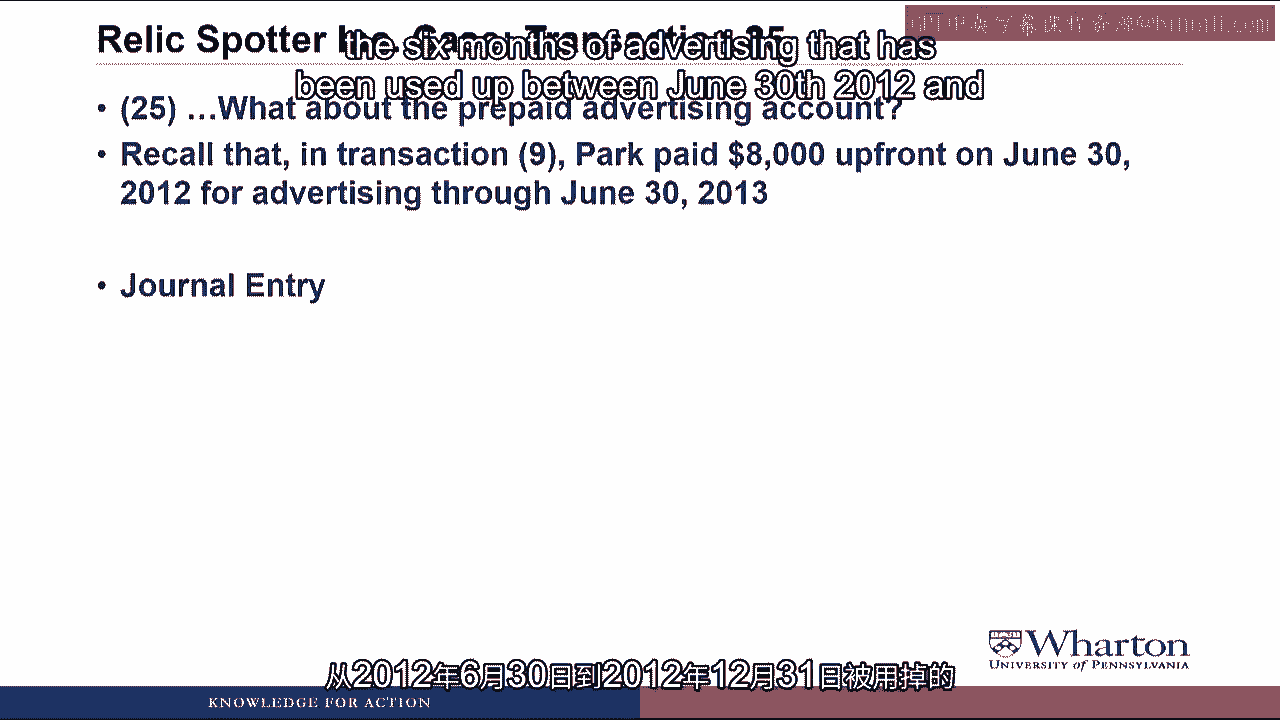 Relic Spotter Inc. Case: Transaction 25
the six months of advertising that has
been used up between June 30th 2012 and
• (25) …What about the prepaid advertising account?
• Recall that, in transaction (9), Park paid $8,000 upfront on June 30,
2012 for advertising through June 30, 2013
• Journal Entry
Wharton
UNIVERSITY of PENNSYLVANIA
从2012年6月30日到2012年12月31日被用掉的
KNOWLEDGE FOR ACTION